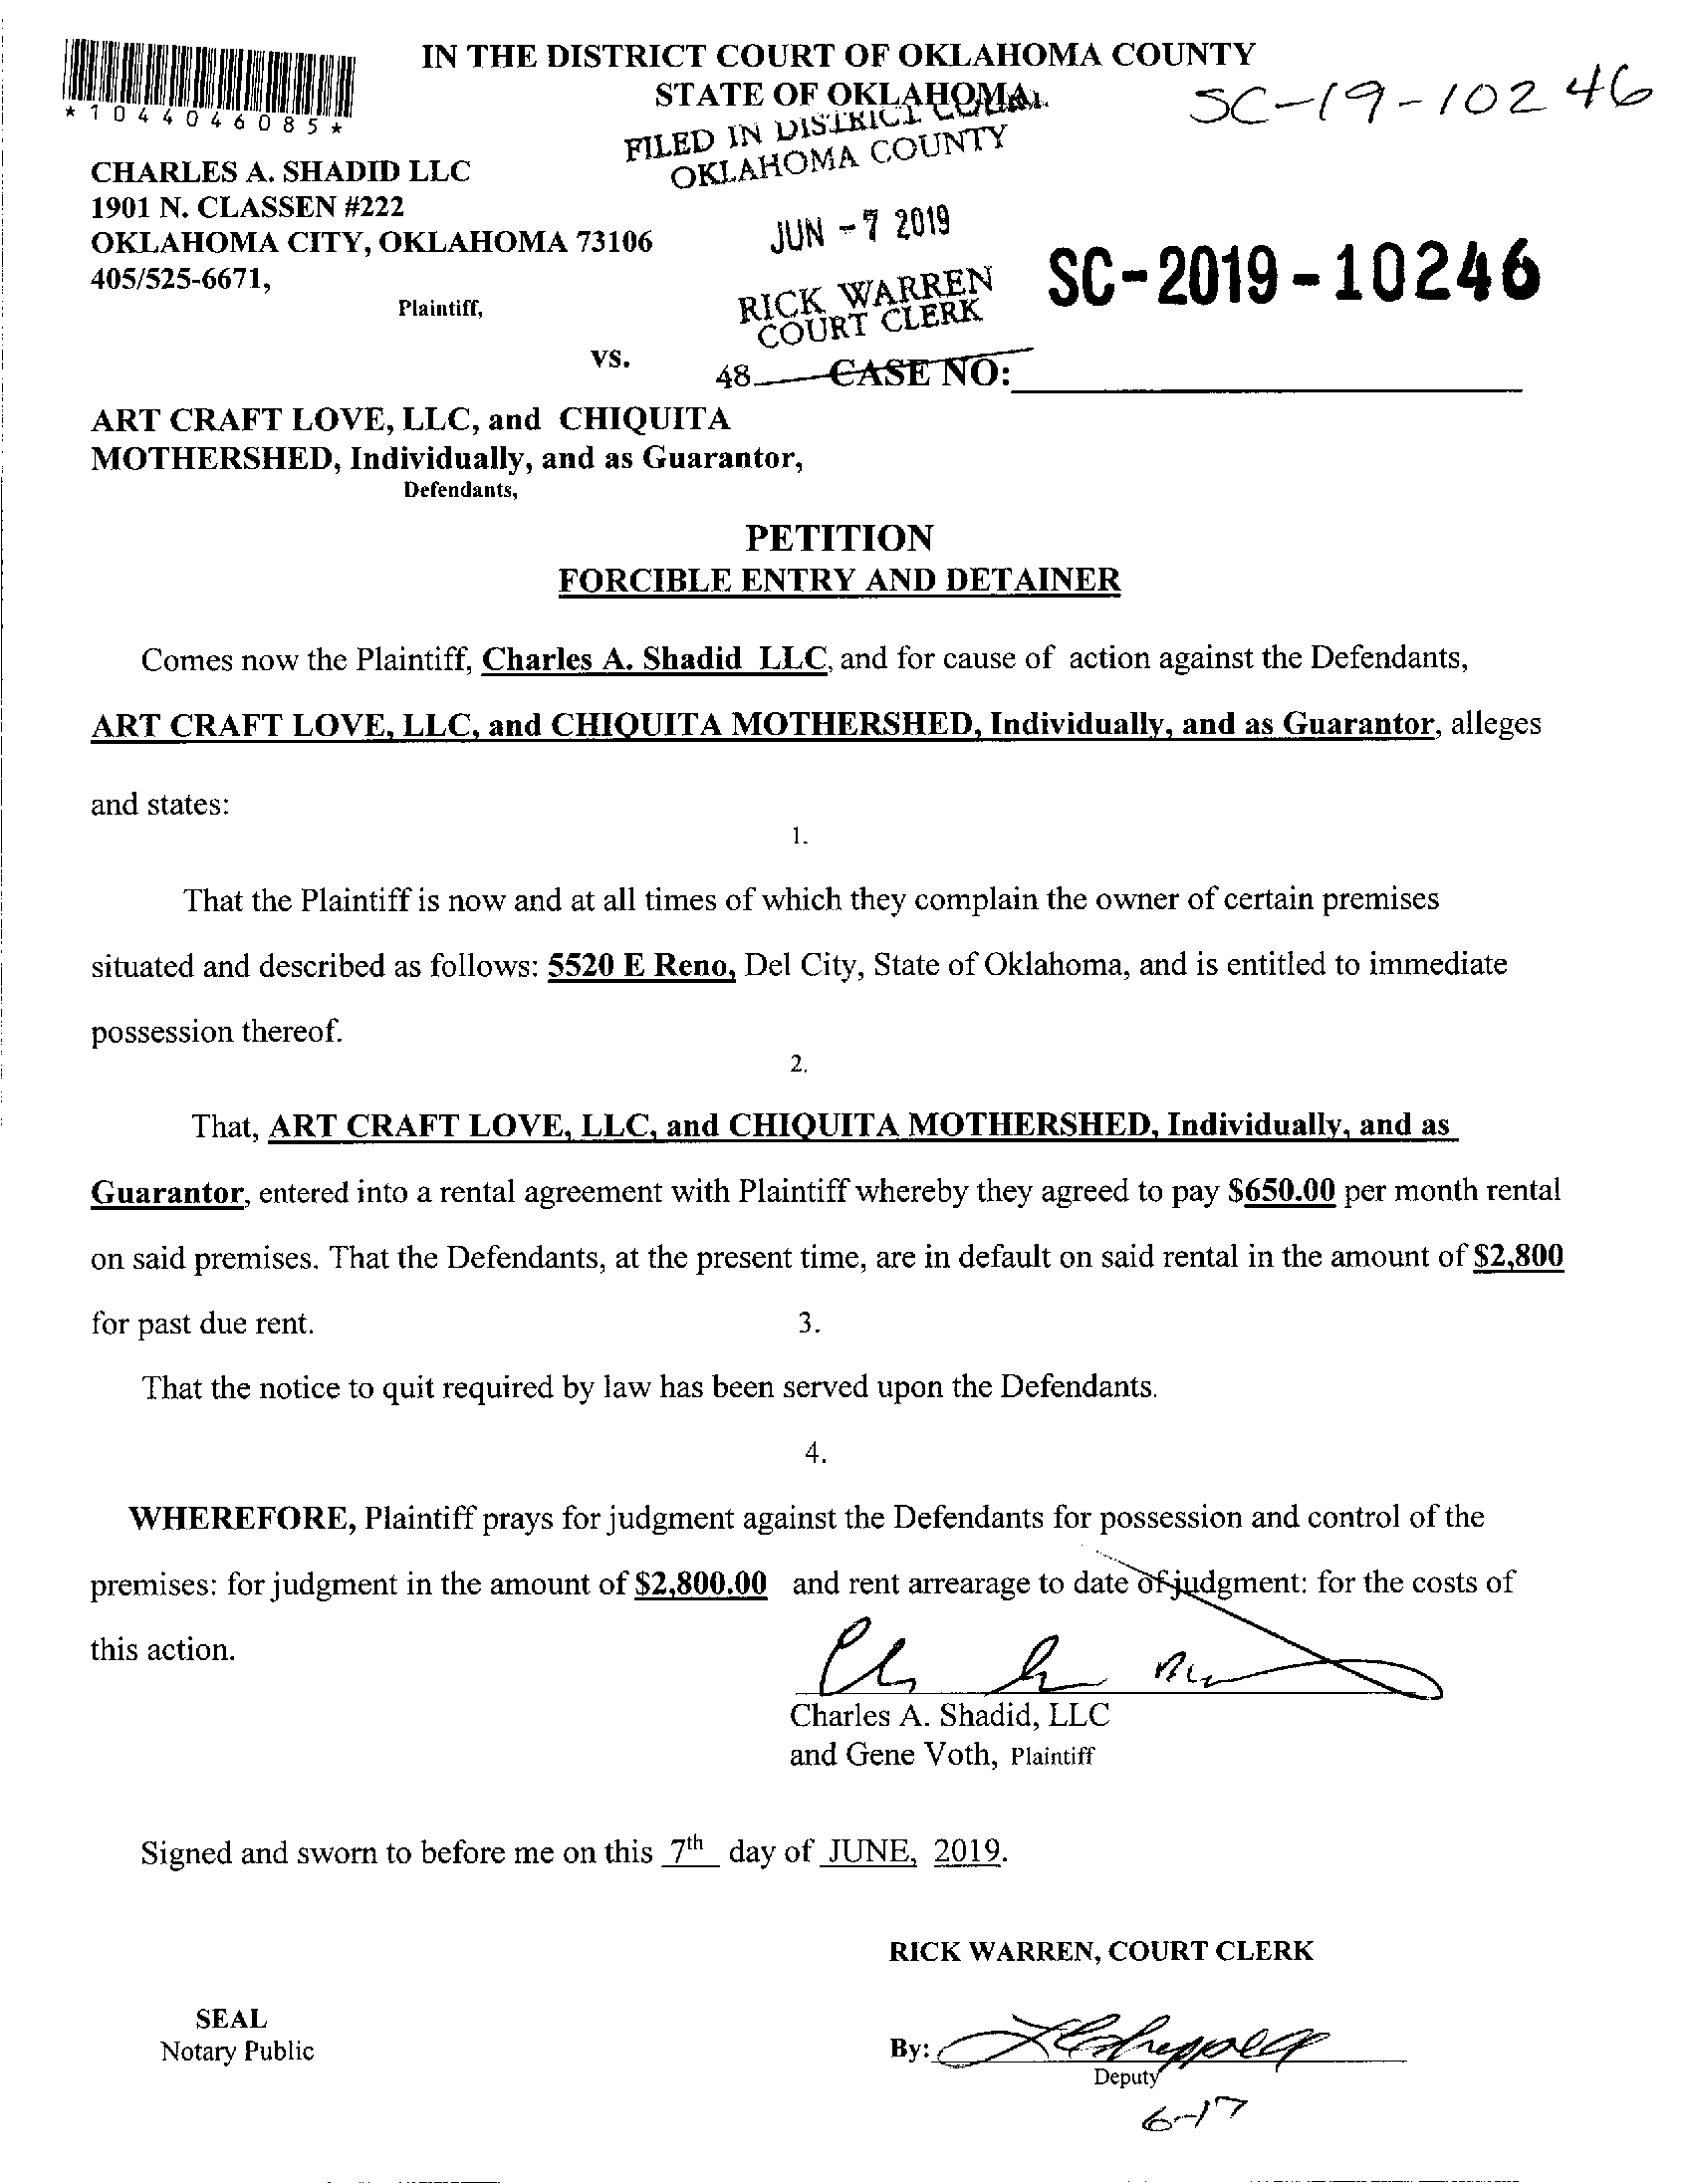 IN THE DISTRICT COURT OF OKLAHOMA COUNTY
STATE OF OKLAHOMA
SC-19-10246
*1044046085*
FILED IN DISTRICT COURT
OKLAHOMA COUNTY
CHARLES A. SHADID LLC
1901 N. CLASSEN #222
OKLAHOMA CITY, OKLAHOMA 73106
405/525-6671,
Plaintiff,
JUN -7 2019
RICK WARREN
COURT CLERK
SC-2019-10246
vs.
48 CASE NO:
ART CRAFT LOVE, LLC, and CHIQUITA
MOTHERSHED, Individually, and as Guarantor,
Defendants,
PETITION
FORCIBLE ENTRY AND DETAINER
Comes now the Plaintiff, Charles A. Shadid LLC, and for cause of action against the Defendants,
ART CRAFT LOVE, LLC, and CHIQUITA MOTHERSHED, Individually, and as Guarantor, alleges
and states:
1.
That the Plaintiff is now and at all times of which they complain the owner of certain premises
situated and described as follows: 5520 E Reno, Del City, State of Oklahoma, and is entitled to immediate
possession thereof.
2.
That, ART CRAFT LOVE, LLC, and CHIQUITA MOTHERSHED, Individually, and as
Guarantor, entered into a rental agreement with Plaintiff whereby they agreed to pay $650.00 per month rental
on said premises. That the Defendants, at the present time, are in default on said rental in the amount of $2,800
for past due rent. 3.
That the notice to quit required by law has been served upon the Defendants.
4.
WHEREFORE, Plaintiff prays for judgment against the Defendants for possession and control of the
premises: for judgment in the amount of $2,800.00 and rent arrearage to date of judgment: for the costs of
this action.
Charles A. Shadid, LLC
and Gene Voth, Plaintiff
Signed and sworn to before me on this 7th day of JUNE, 2019.
RICK WARREN, COURT CLERK
SEAL
Notary Public
By:
Deputy
6-17